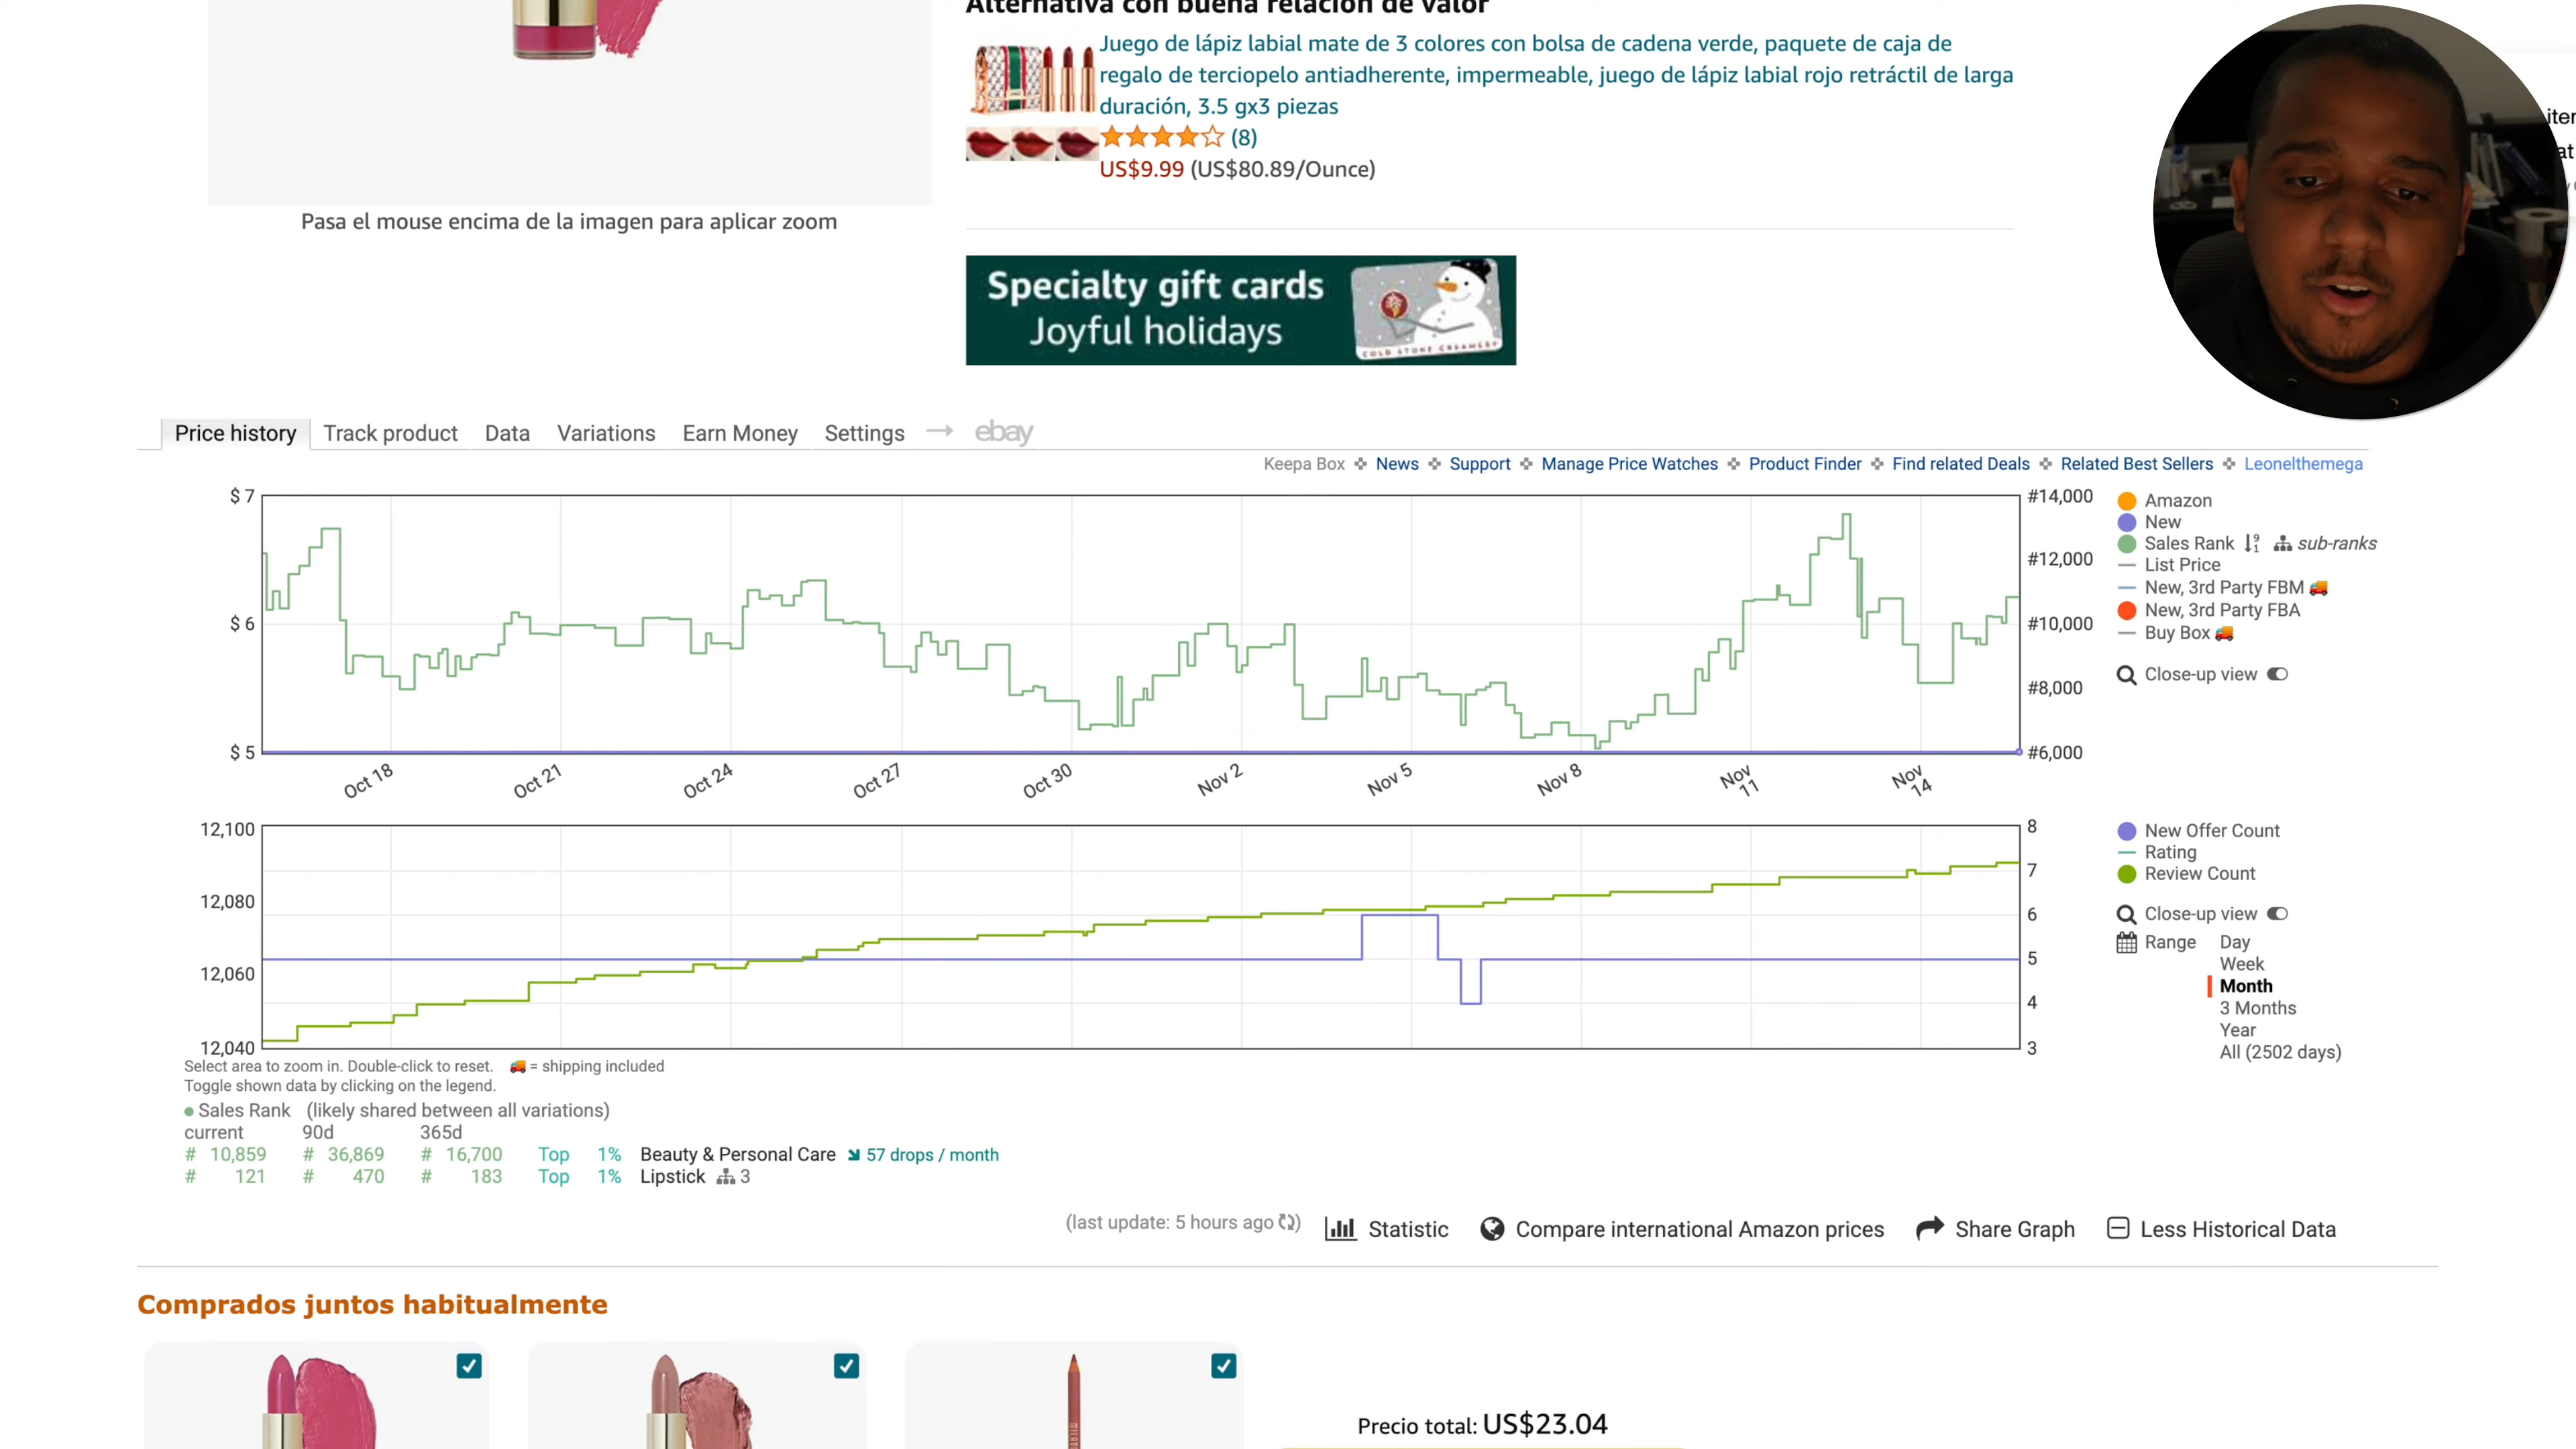 Alternativa con buena relación de valor
Juego de lápiz labial mate de 3 colores con bolsa de cadena verde, paquete de caja de
regalo de terciopelo antiadherente, impermeable, juego de lápiz labial rojo retráctil de larga
duración, 3.5 gx3 piezas
(8)
US$9.99 (US$80.89/Ounce)
Pasa el mouse encima de la imagen para aplicar zoom
Specialty gift cards
Joyful holidays
COLD STONE CREAMERY
Price history Track product Data Variations Earn Money Settings → ebay
Keepa Box News Support Manage Price Watches Product Finder Find related Deals Related Best Sellers Leonelthemega
$ 7
$ 6
$ 5
#14,000
#12,000
#10,000
#8,000
#6,000
Oct 18 Oct 21 Oct 24 Oct 27 Oct 30 Nov 2 Nov 5 Nov 8 Nov 11 Nov 14
Amazon
New
Sales Rank sub-ranks
List Price
New, 3rd Party FBM
New, 3rd Party FBA
Buy Box
Close-up view
12,100
12,080
12,060
12,040
8
7
6
5
4
3
New Offer Count
Rating
Review Count
Close-up view
Range Day
Week
Month
3 Months
Year
All (2502 days)
Select area to zoom in. Double-click to reset. = shipping included
Toggle shown data by clicking on the legend.
Sales Rank (likely shared between all variations)
current 90d 365d
# 10,859 # 36,869 # 16,700 Top 1% Beauty & Personal Care 57 drops / month
# 121 # 470 # 183 Top 1% Lipstick 3
(last update: 5 hours ago) Statistic Compare international Amazon prices Share Graph Less Historical Data
Comprados juntos habitualmente
Precio total: US$23.04